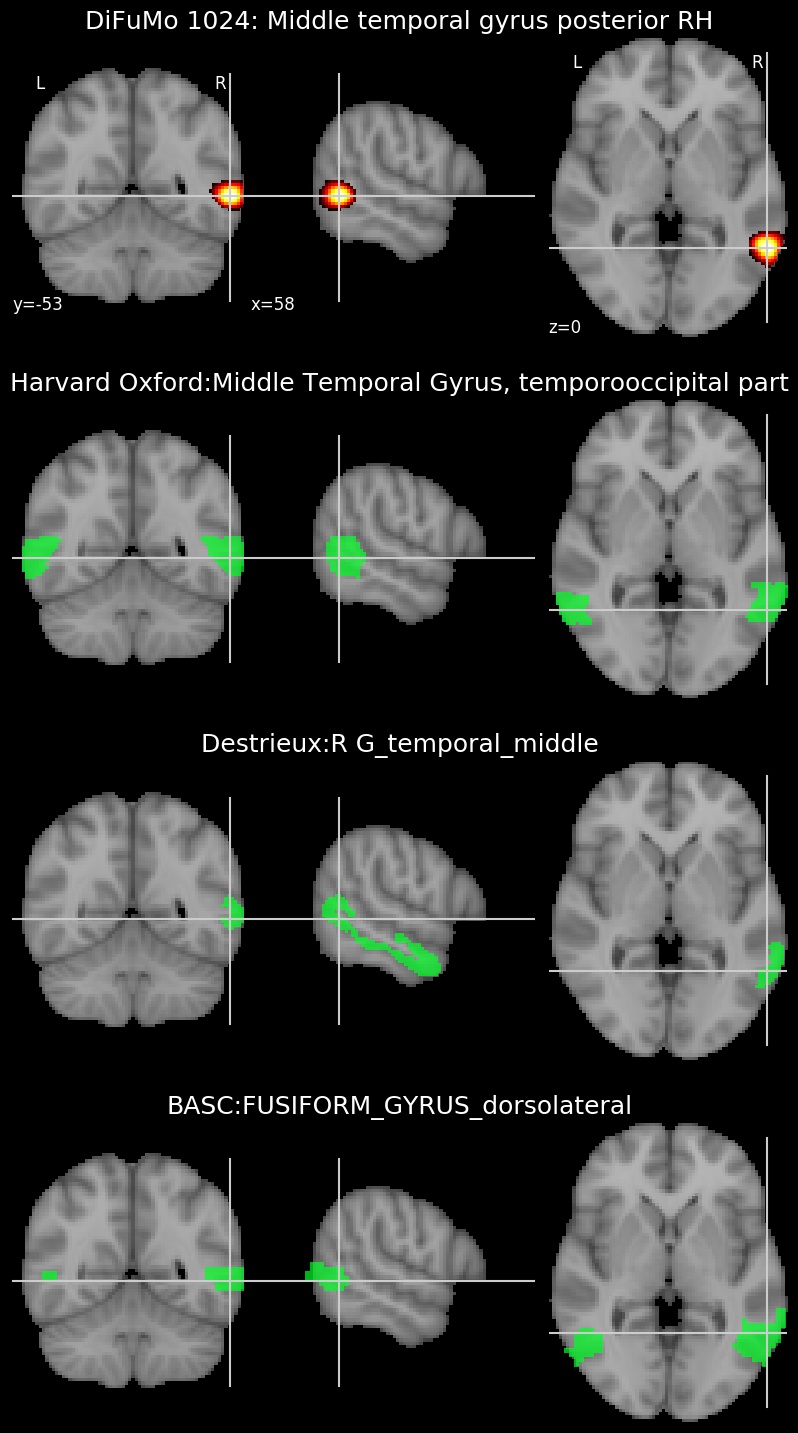 DiFuMo 1024: Middle temporal gyrus posterior RH
L R L R
y=-53 x=58 z=0
Harvard Oxford:Middle Temporal Gyrus, temporooccipital part
Destrieux:R G_temporal_middle
BASC:FUSIFORM_GYRUS_dorsolateral